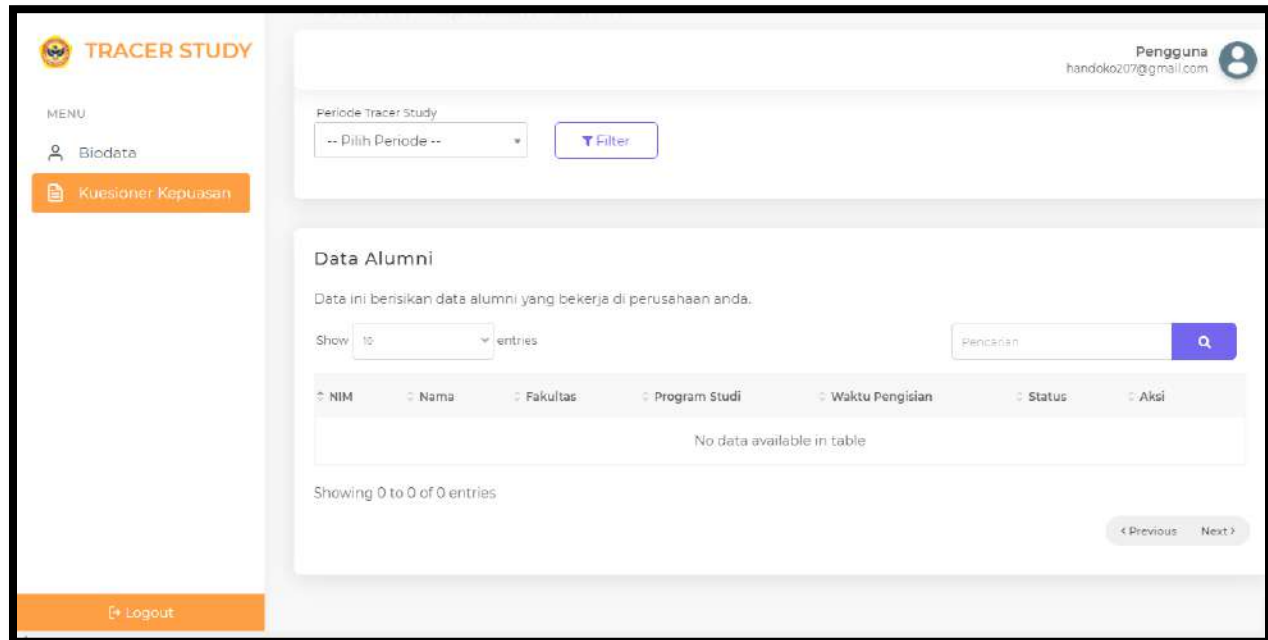 TRACER STUDY
Pengguna
handoko207@gmail.com
MENU
Biodata
Kuesioner Kepuasan
Periode Tracer Study
-- Pilih Periode --
Filter
Data Alumni
Data ini berisikan data alumni yang bekerja di perusahaan anda.
Show 10 entries
Pencarian
NIM Nama Fakultas Program Studi Waktu Pengisian Status Aksi
No data available in table
Showing 0 to 0 of 0 entries
Previous Next
Logout